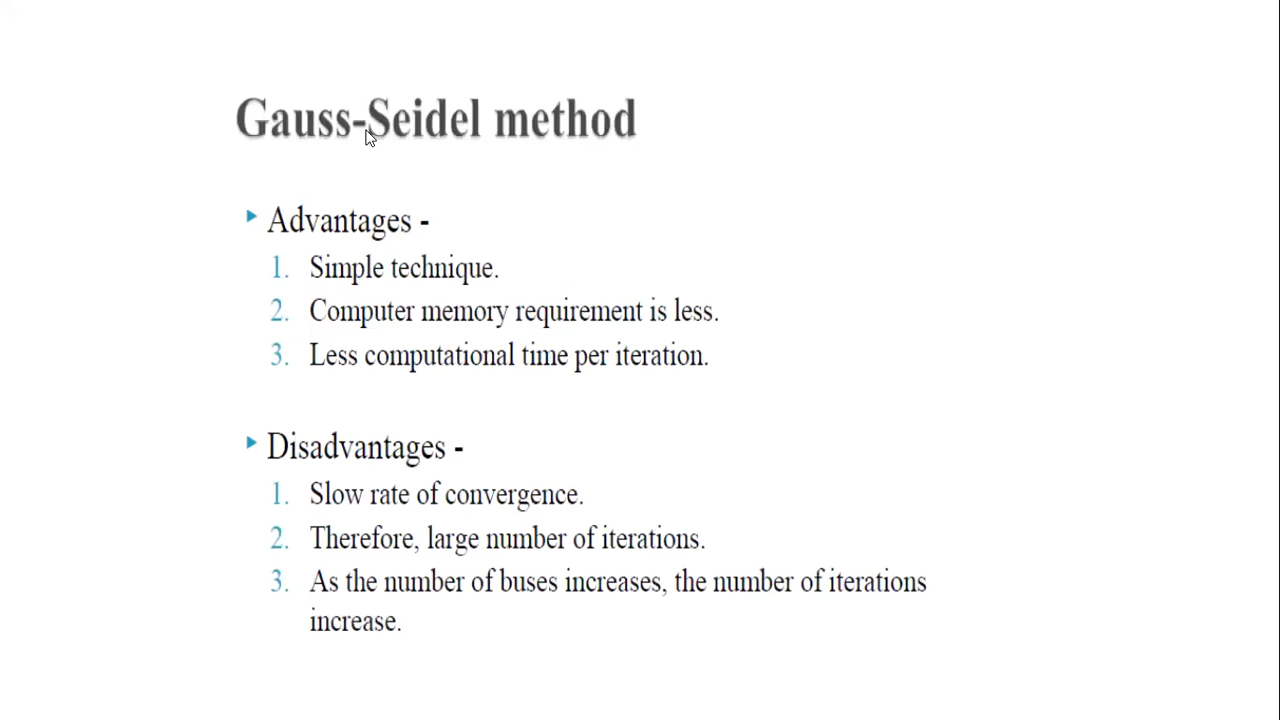 Gauss-Seidel method
Advantages -
1. Simple technique.
2. Computer memory requirement is less.
3. Less computational time per iteration.
Disadvantages -
1. Slow rate of convergence.
2. Therefore, large number of iterations.
3. As the number of buses increases, the number of iterations
increase.